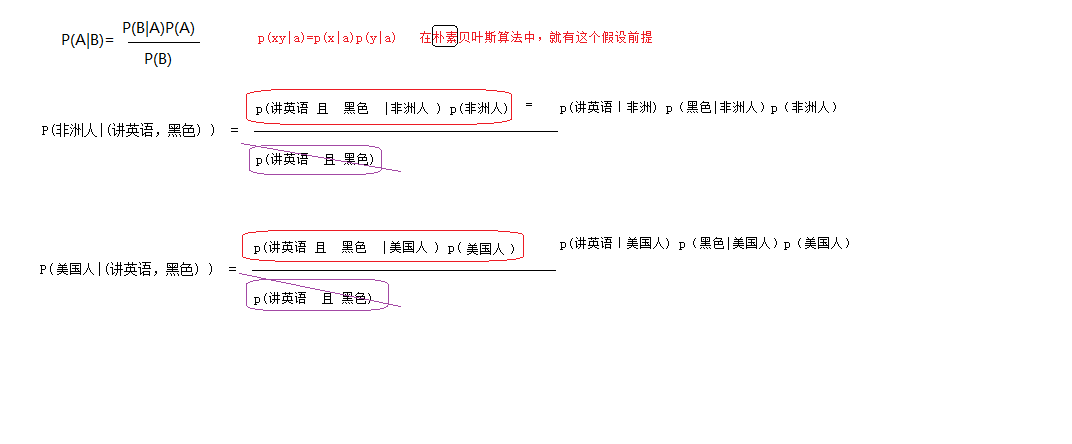 P(A|B)= P(B|A)P(A)
P(B)
p(xy|a)=p(x|a)p(y|a) 在朴素贝叶斯算法中，就有这个假设前提
p(讲英语 且 黑色 |非洲人 ) p(非洲人) = p(讲英语|非洲) p（黑色|非洲人）p（非洲人）
P(非洲人|(讲英语，黑色) ) =
p(讲英语 且 黑色)
p(讲英语 且 黑色 |美国人 ) p( 美国人 ) p(讲英语|美国人) p（黑色|美国人）p（美国人）
P(美国人|(讲英语，黑色) ) =
p(讲英语 且 黑色)